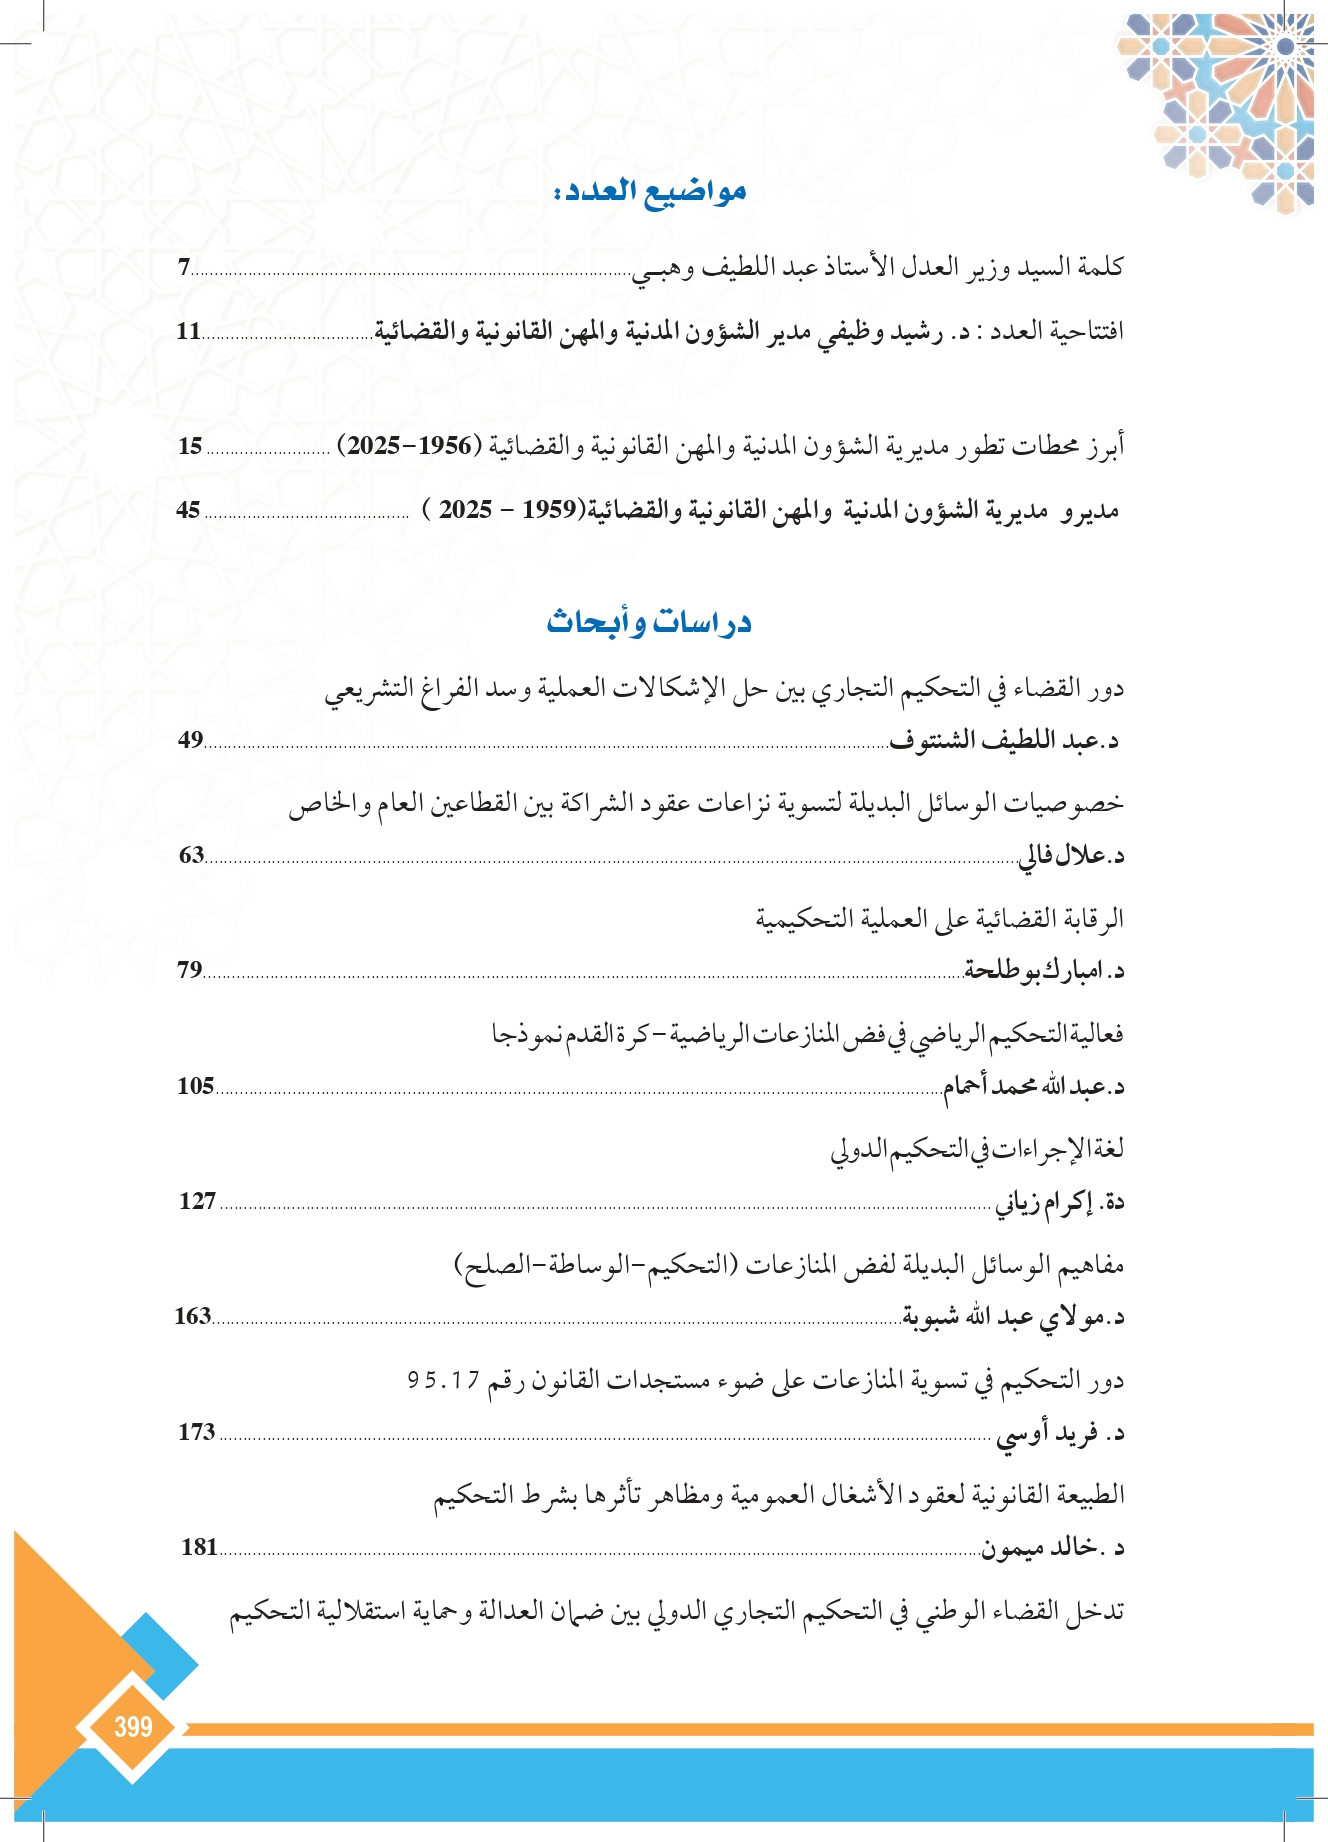 مواضيع العدد:
كلمة السيد وزير العدل الأستاذ عبد اللطيف وهبـي........................................7
افتتاحية العدد : د. رشيد وظيفي مدير الشؤون المدنية والمهن القانونية والقضائية....................11
أبرز محطات تطور مديرية الشؤون المدنية والمهن القانونية والقضائية (1956-2025) .................... 15
مديرو مديرية الشؤون المدنية والمهن القانونية والقضائية(1959 - 2025 ) .................... 45
دراسات وأبحاث
دور القضاء في التحكيم التجاري بين حل الإشكالات العملية وسد الفراغ التشريعي
د.عبد اللطيف الشنتوف........................................49
خصوصيات الوسائل البديلة لتسوية نزاعات عقود الشراكة بين القطاعين العام والخاص
د.علال فالي........................................63
الرقابة القضائية على العملية التحكيمية
د. امبارك بوطلحة........................................79
فعالية التحكيم الرياضي في فض المنازعات الرياضية - كرة القدم نموذجا
د.عبد الله محمد أحمام........................................105
لغة الإجراءات في التحكيم الدولي
دة. إكرام زياني ........................................ 127
مفاهيم الوسائل البديلة لفض المنازعات (التحكيم-الوساطة-الصلح)
د.مولاي عبد الله شبوبة........................................163
دور التحكيم في تسوية المنازعات على ضوء مستجدات القانون رقم 95.17
د. فريد أوسي ........................................ 173
الطبيعة القانونية لعقود الأشغال العمومية ومظاهر تأثرها بشرط التحكيم
د .خالد ميمون........................................181
تدخل القضاء الوطني في التحكيم التجاري الدولي بين ضمان العدالة وحماية استقلالية التحكيم
399